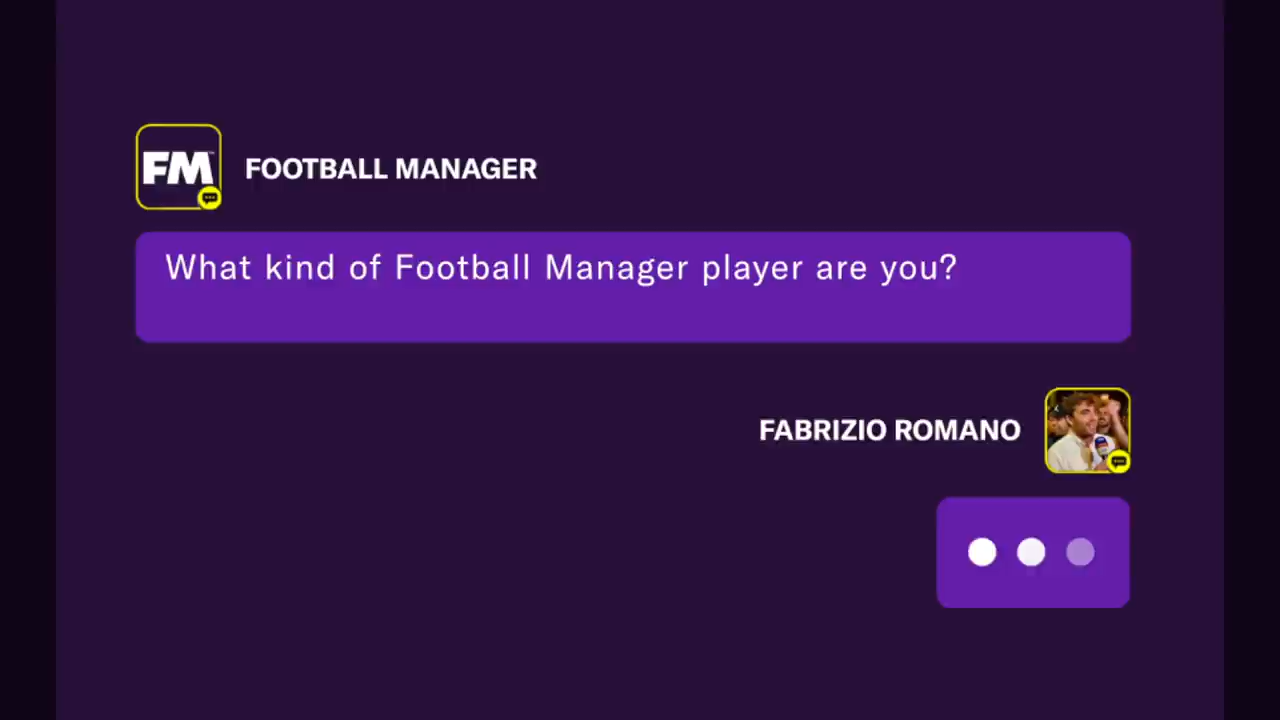 FM
FOOTBALL MANAGER
What kind of Football Manager player are you?
FABRIZIO ROMANO